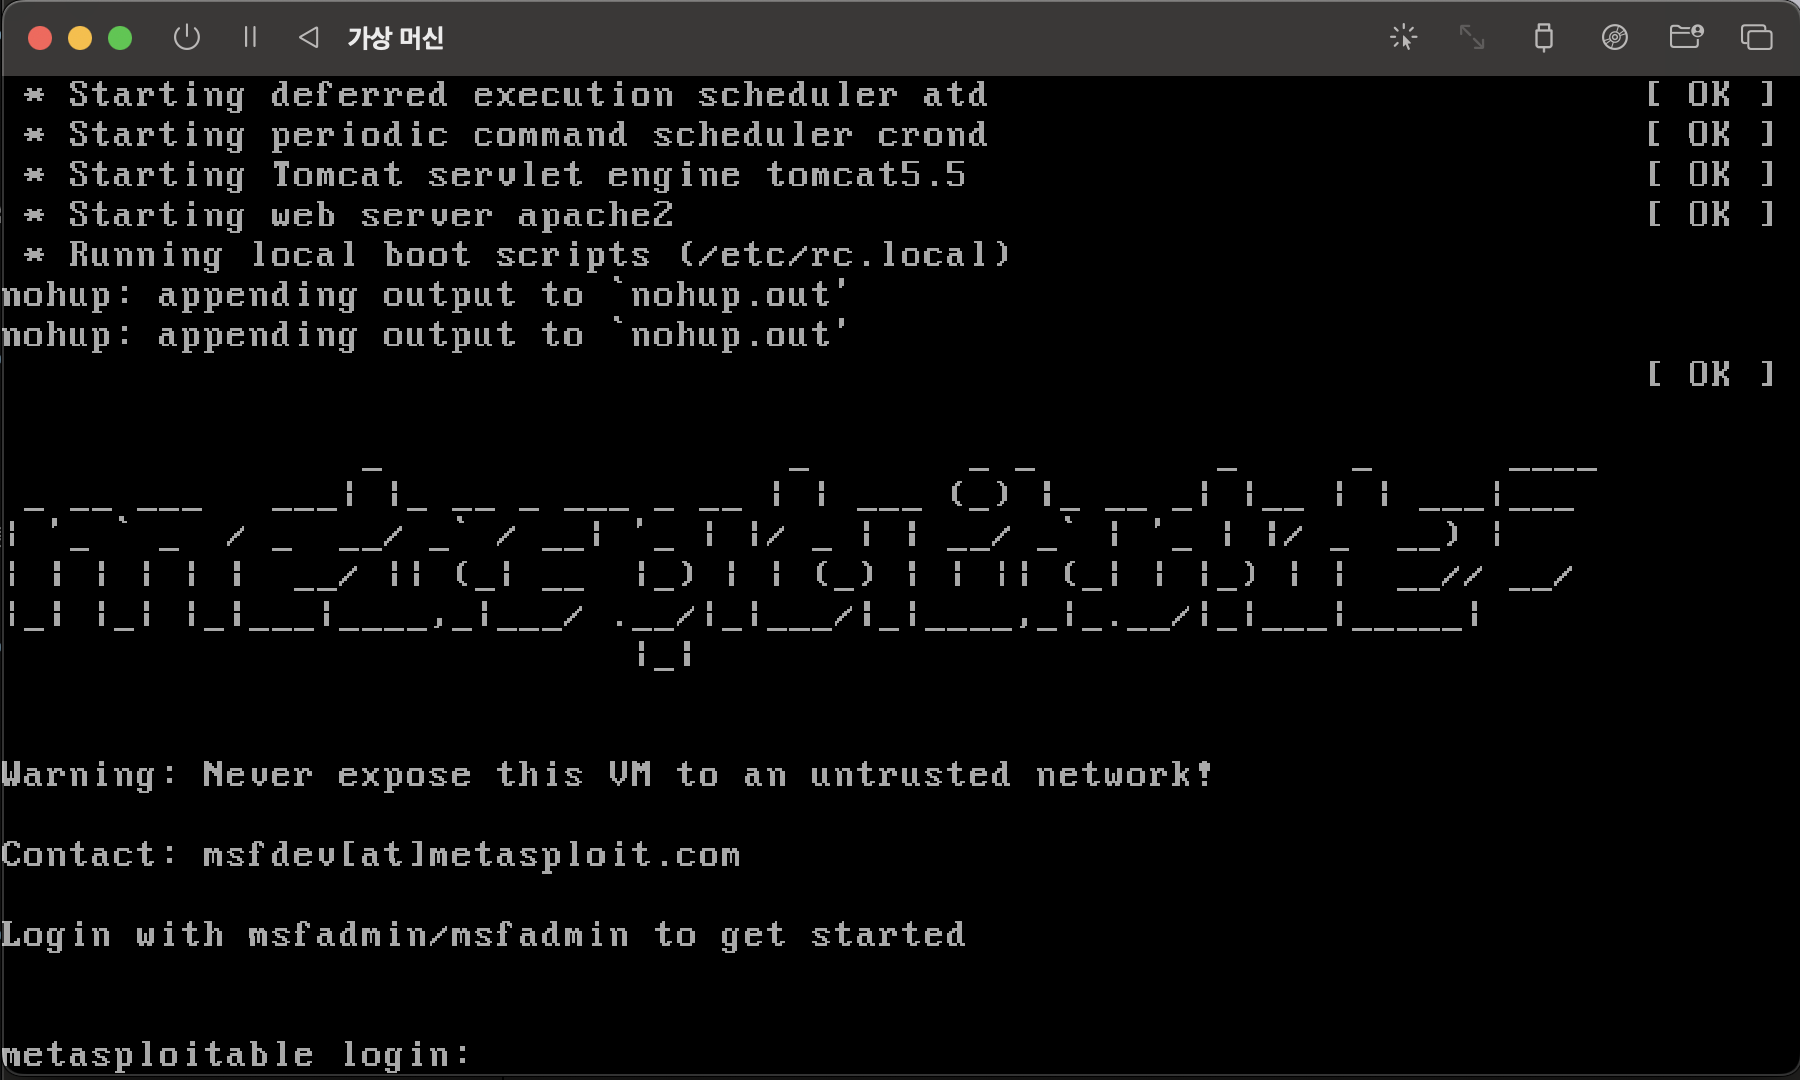 가상 머신
* Starting deferred execution scheduler atd [ OK ]
* Starting periodic command scheduler crond [ OK ]
* Starting Tomcat servlet engine tomcat5.5 [ OK ]
* Starting web server apache2 [ OK ]
* Running local boot scripts (/etc/rc.local)
nohup: appending output to `nohup.out'
nohup: appending output to `nohup.out'
[ OK ]
metasploitable2
Warning: Never expose this VM to an untrusted network!
Contact: msfdev[at]metasploit.com
Login with msfadmin/msfadmin to get started
metasploitable login: